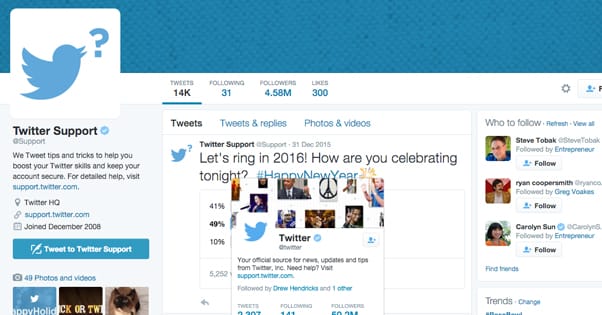 ?
TWEETS FOLLOWING FOLLOWERS LIKES
14K 31 4.58M 300
Twitter Support
@Support
We Tweet tips and tricks to help you
boost your Twitter skills and keep your
account secure. For detailed help, visit
support.twitter.com.
Twitter HQ
support.twitter.com
Joined December 2008
Tweet to Twitter Support
49 Photos and videos
Tweets Tweets & replies Photos & videos
Twitter Support @Support · 31 Dec 2015
Let's ring in 2016! How are you celebrating
tonight? #HappyNewYear
41%
49%
10%
5,252
Twitter
@twitter
Your official source for news, updates and tips
from Twitter, Inc. Need help? Visit
support.twitter.com.
Followed by Drew Hendricks and 1 other
TWEETS FOLLOWING FOLLOWERS
2,397 141 50.2M
Who to follow · Refresh · View all
Steve Tobak @SteveTobak
Followed by Entrepreneur
Follow
ryan coopersmith @ryanco
Followed by Greg Voakes
Follow
Carolyn Sun @CarolynS
Followed by Entrepreneur
Follow
Find friends
Trends ·
#RoseBowl